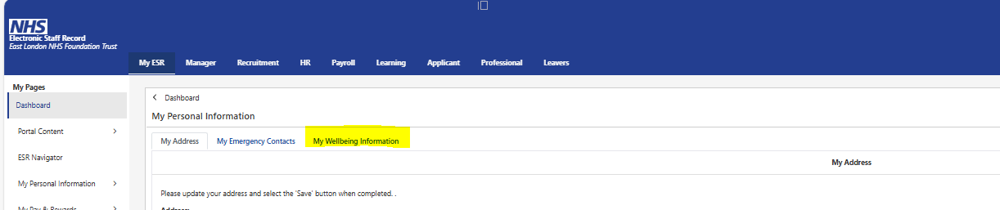 NHS
Electronic Staff Record
East London NHS Foundation Trust
My ESR Manager Recruitment HR Payroll Learning Applicant Professional Leavers
My Pages
Dashboard
Portal Content
ESR Navigator
My Personal Information
My Pay & Rewards
Dashboard
My Personal Information
My Address My Emergency Contacts My Wellbeing Information
My Address
Please update your address and select the 'Save' button when completed. .
Address: